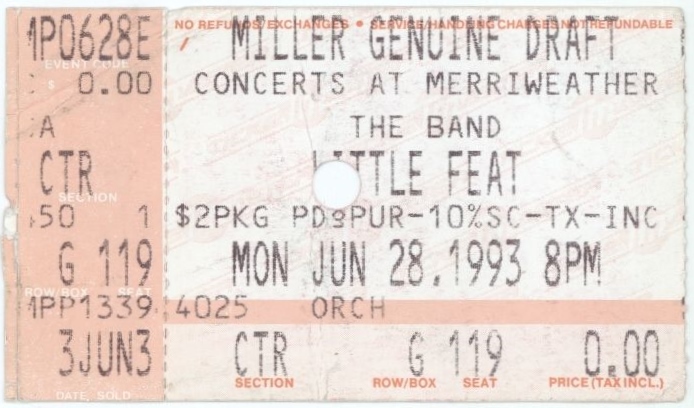 MP0628E
EVENT CODE
$ 0.00
A
CTR
SECTION
50 1
G 119
ROW/BOX SEAT
MPP1339
3JUN3
DATE SOLD
NO REFUNDS/EXCHANGES • SERVICE/HANDLING CHARGES NOT REFUNDABLE
MILLER GENUINE DRAFT
CONCERTS AT MERRIWEATHER
THE BAND
LITTLE FEAT
$2PKG PD PUR-10%SC-TX-INC
MON JUN 28.1993 8PM
4025 ORCH
CTR G 119 0.00
SECTION ROW/BOX SEAT PRICE (TAX INCL.)